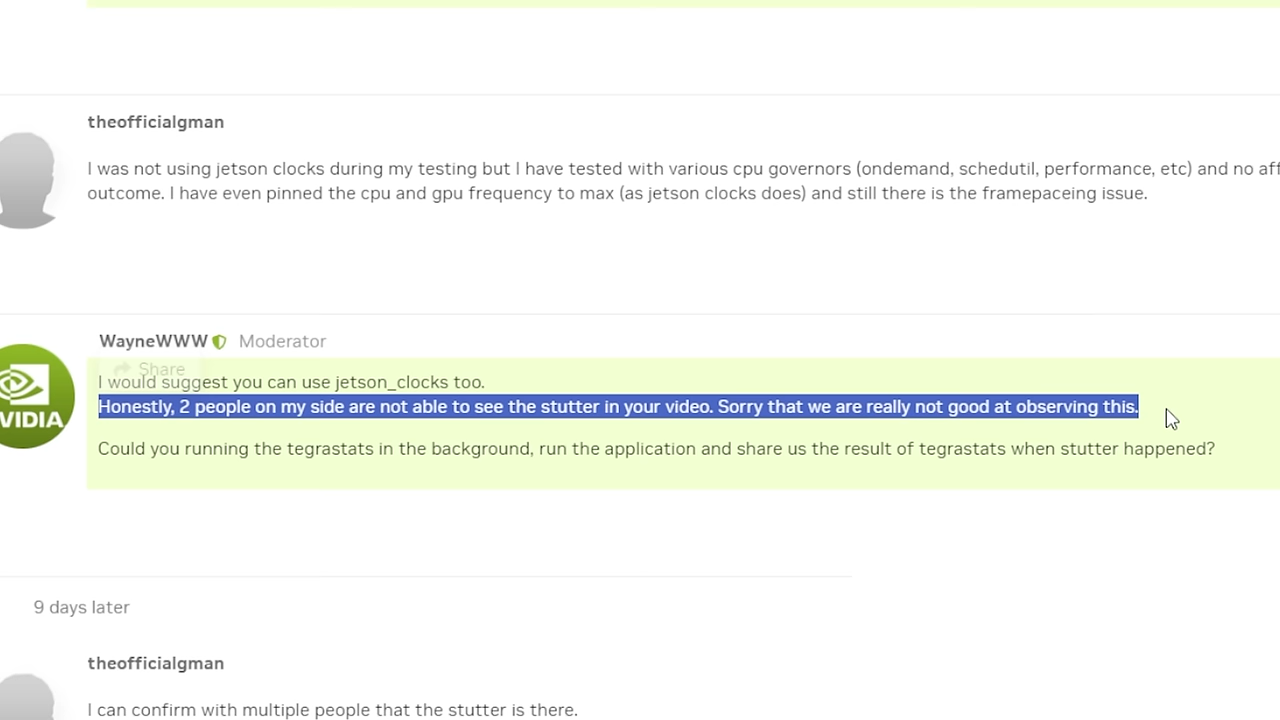 theofficialgman
I was not using jetson clocks during my testing but I have tested with various cpu governors (ondemand, schedutil, performance, etc) and no aff
outcome. I have even pinned the cpu and gpu frequency to max (as jetson clocks does) and still there is the framepaceing issue.
WayneWWW Moderator
Share
I would suggest you can use jetson_clocks too.
Honestly, 2 people on my side are not able to see the stutter in your video. Sorry that we are really not good at observing this.
VIDIA
Could you running the tegrastats in the background, run the application and share us the result of tegrastats when stutter happened?
9 days later
theofficialgman
I can confirm with multiple people that the stutter is there.